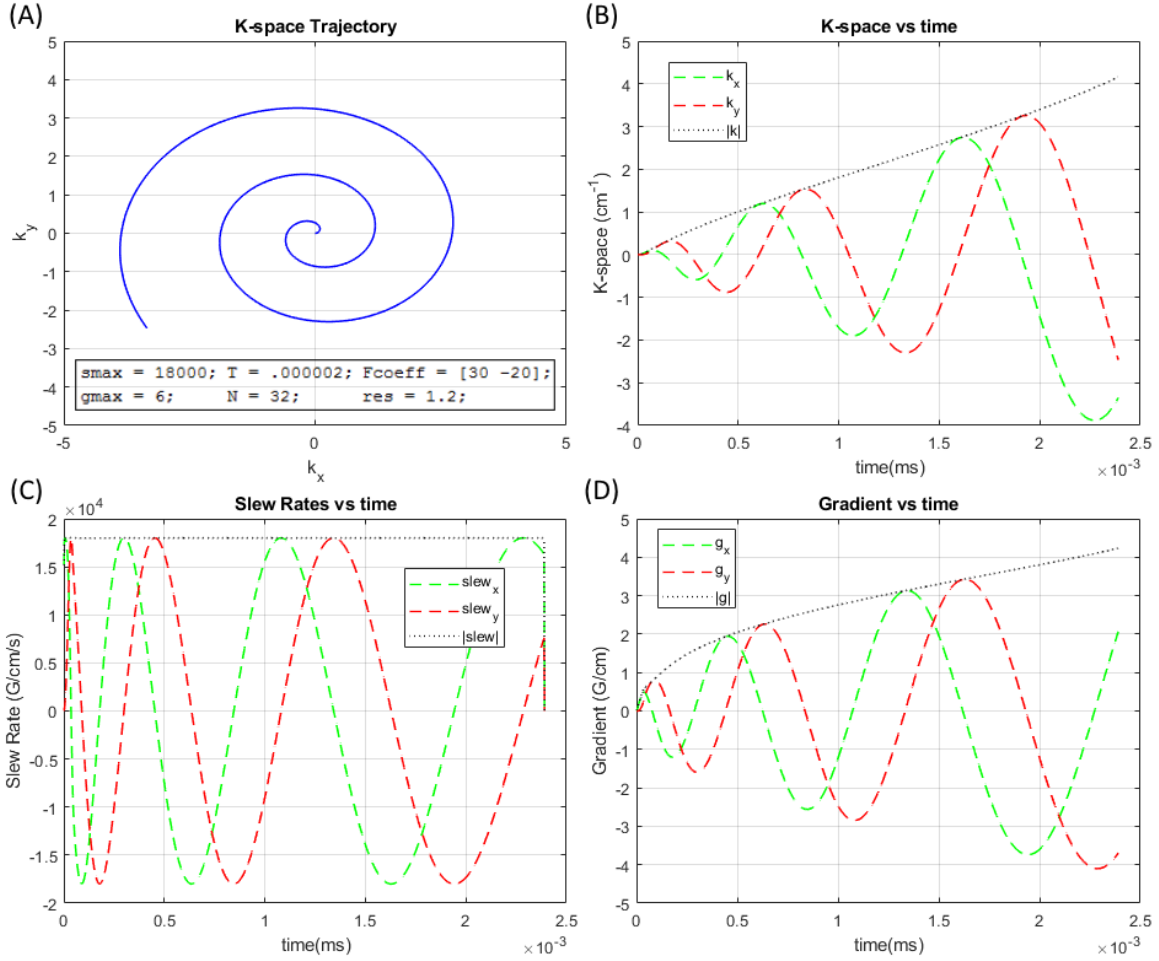 (A)
K-space Trajectory
5
4
3
2
1
0
-1
-2
-3
-4
-5
k_y
smax = 18000; T = .000002; Fcoeff = [30 -20];
gmax = 6; N = 32; res = 1.2;
-5
0
5
k_x
(B)
K-space vs time
5
4
3
2
1
0
-1
-2
-3
-4
K-space (cm⁻¹)
k_x
k_y
|k|
0
0.5
1
1.5
2
2.5
time(ms)
×10⁻³
(C)
Slew Rates vs time
×10⁴
2
1.5
1
0.5
0
-0.5
-1
-1.5
-2
Slew Rate (G/cm/s)
slew_x
slew_y
|slew|
0
0.5
1
1.5
2
2.5
time(ms)
×10⁻³
(D)
Gradient vs time
5
4
3
2
1
0
-1
-2
-3
-4
-5
Gradient (G/cm)
g_x
g_y
|g|
0
0.5
1
1.5
2
2.5
time(ms)
×10⁻³